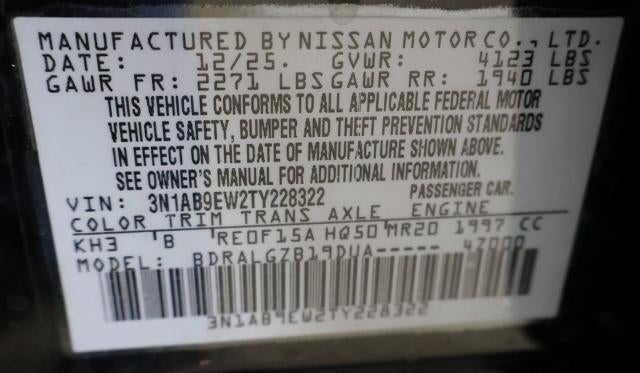 MANUFACTURED BY NISSAN MOTOR CO., LTD.
DATE: 12/25. GVWR: 4123 LBS
GAWR FR: 2271 LBS GAWR RR: 1940 LBS
THIS VEHICLE CONFORMS TO ALL APPLICABLE FEDERAL MOTOR
VEHICLE SAFETY, BUMPER AND THEFT PREVENTION STANDARDS
IN EFFECT ON THE DATE OF MANUFACTURE SHOWN ABOVE.
SEE OWNER'S MANUAL FOR ADDITIONAL INFORMATION.
VIN: 3N1AB9EW2TY228322 PASSENGER CAR.
COLOR TRIM TRANS AXLE ENGINE
KH3 'B 'RE0F15A HQ50 MR20 1997 CC
MODEL: BDRALGZB19DUA----- 4Z000
3N1AB9EW2TY228322